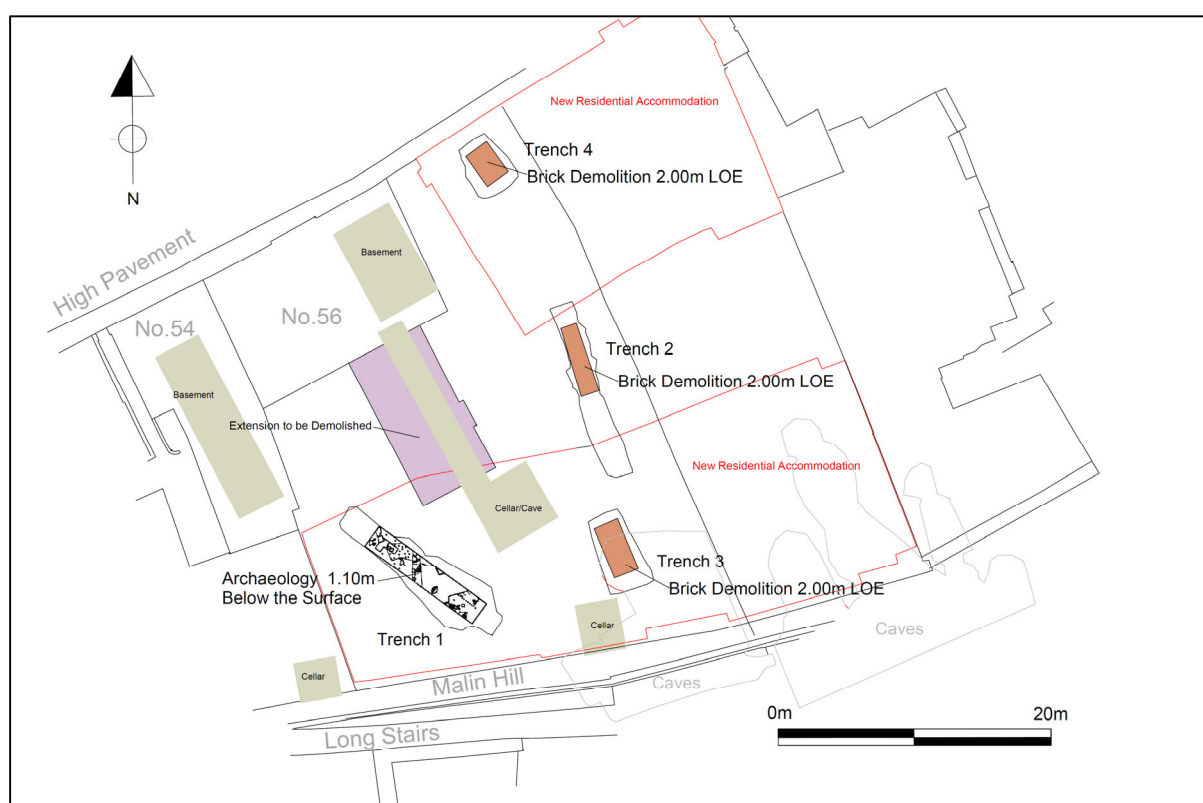 New Residential Accommodation
Trench 4
Brick Demolition 2.00m LOE
N
High Pavement
Basement
No.56
No.54
Trench 2
Brick Demolition 2.00m LOE
Basement
Extension to be Demolished
New Residential Accommodation
Cellar/Cave
Trench 3
Archaeology 1.10m
Below the Surface
Brick Demolition 2.00m LOE
Trench 1
Cellar
Caves
Cellar
Malin Hill
Caves
Long Stairs
0m
20m